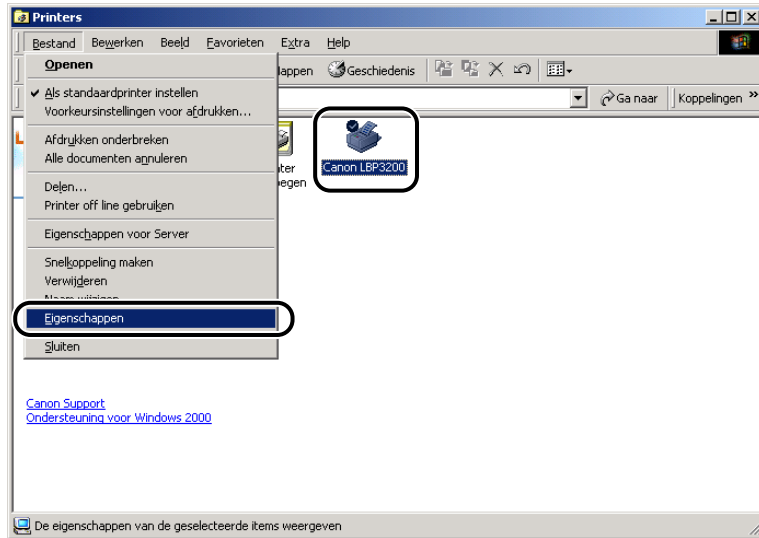 Printers
Bestand Bewerken Beeld Favorieten Extra Help
Openen
Als standaardprinter instellen
Voorkeursinstellingen voor afdrukken...
Afdrukken onderbreken
Alle documenten annuleren
Delen...
Printer off line gebruiken
Eigenschappen voor Server
Snelkoppeling maken
Verwijderen
Naam wijzigen
Eigenschappen
Sluiten
lappen Geschiedenis
Ga naar Koppelingen »
Canon LBP3200
Canon Support
Ondersteuning voor Windows 2000
De eigenschappen van de geselecteerde items weergeven